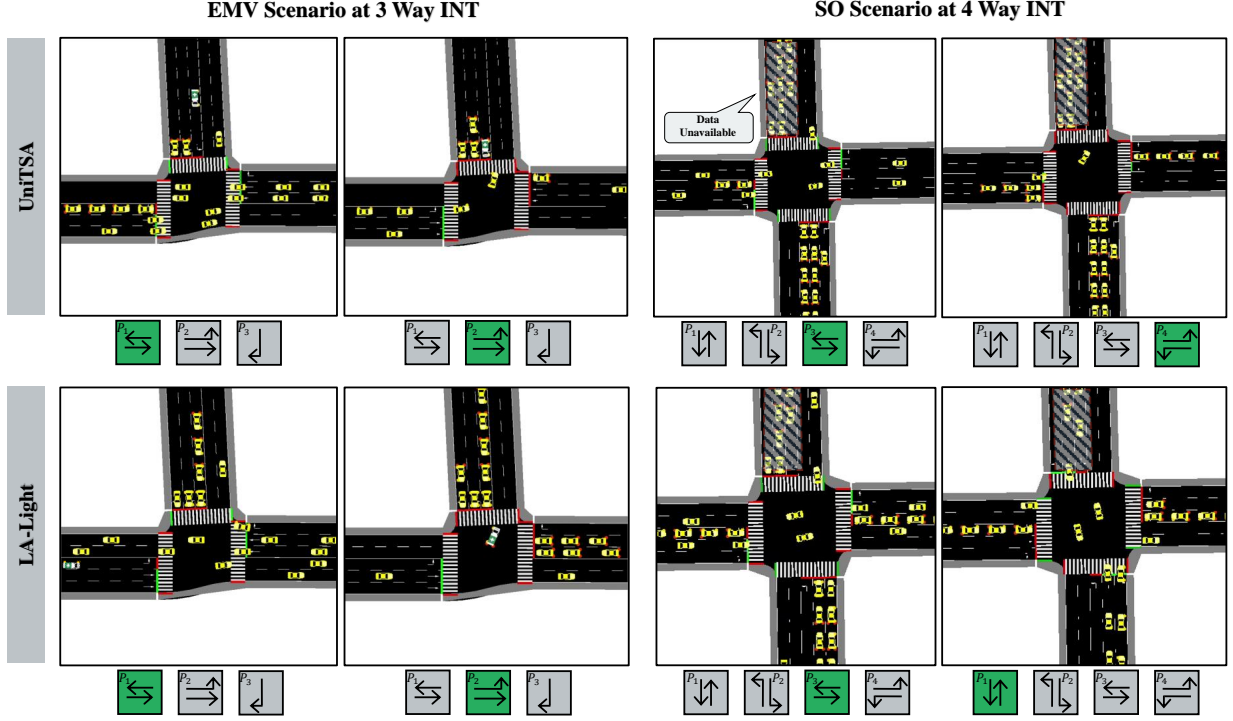 EMV Scenario at 3 Way INT
SO Scenario at 4 Way INT
UniTSA
Data
Unavailable
P₁ P₂ P₃
P₁ P₂ P₃
P₁ P₂ P₃ P₄
P₁ P₂ P₃ P₄
LA-Light
P₁ P₂ P₃
P₁ P₂ P₃
P₁ P₂ P₃ P₄
P₁ P₂ P₃ P₄